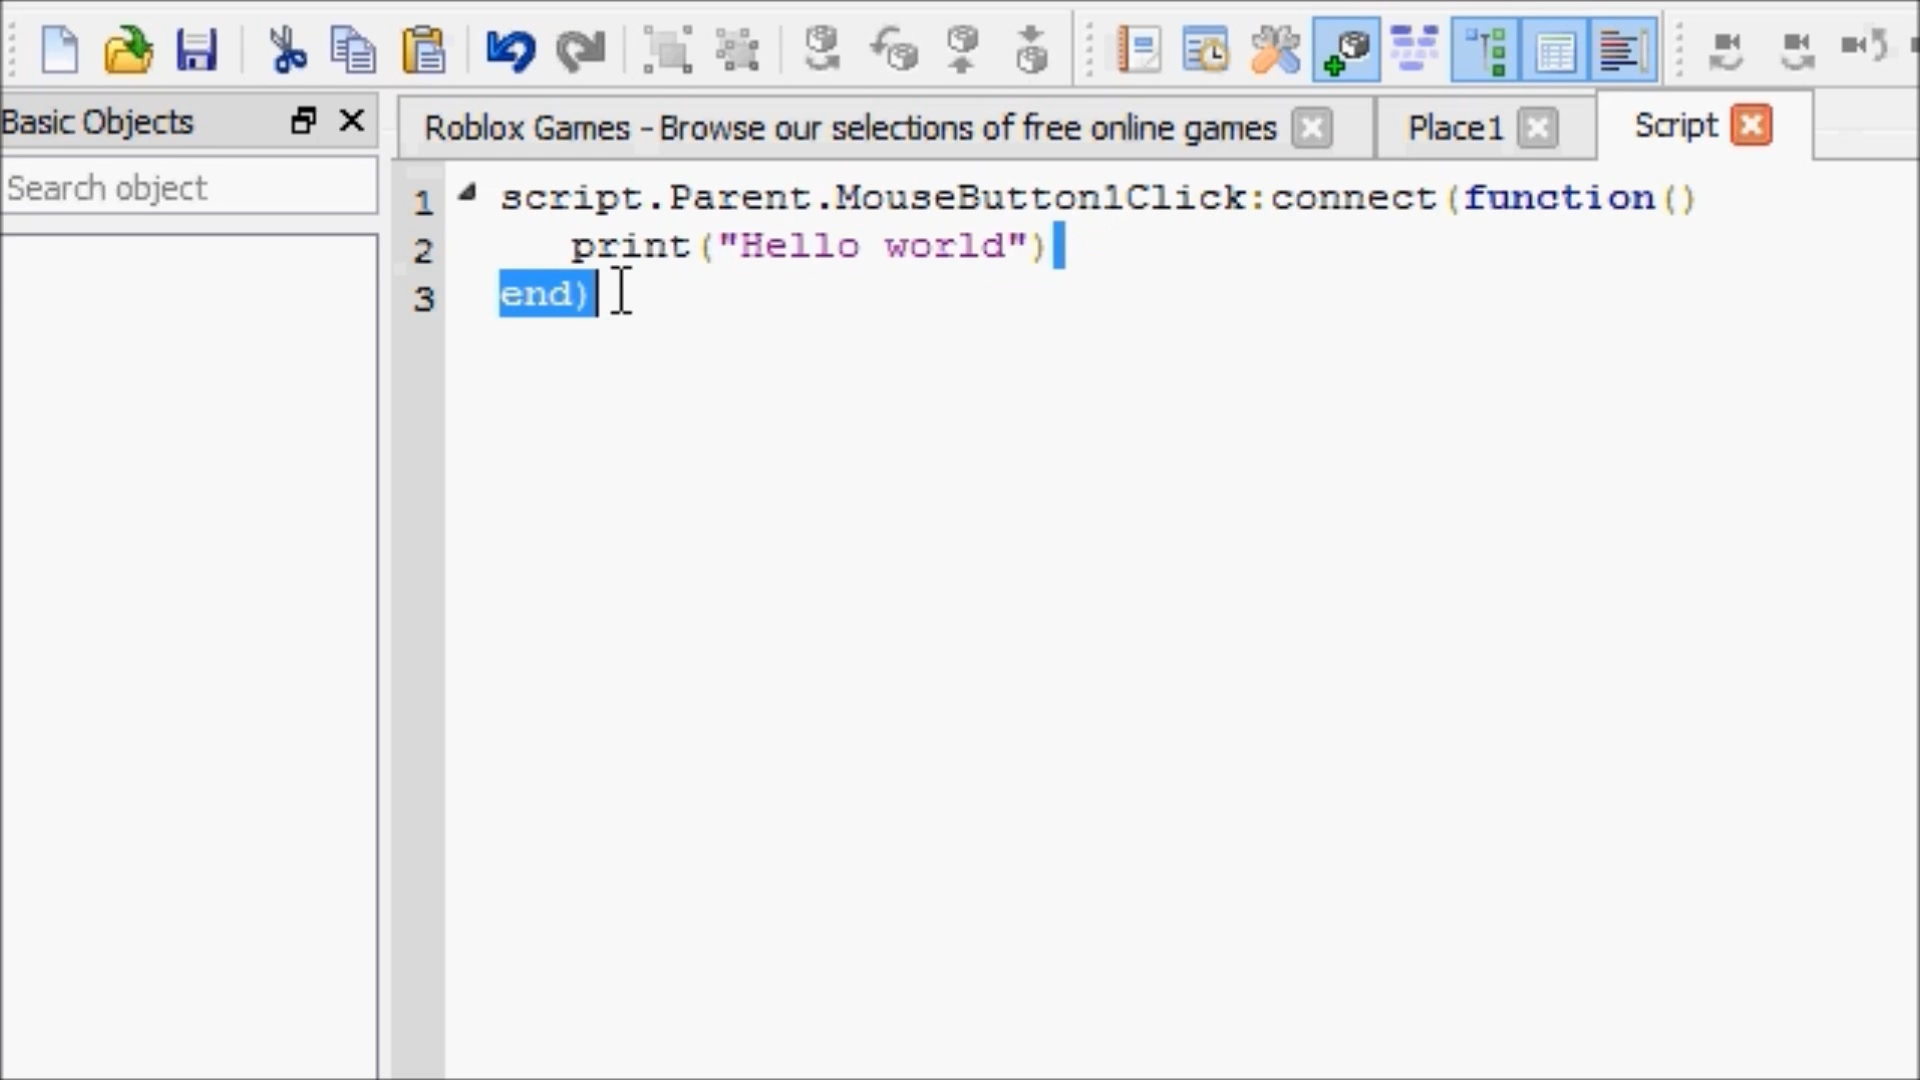 Basic Objects
Roblox Games - Browse our selections of free online games
Place1
Script
Search object
1 script.Parent.MouseButton1Click:connect(function()
2 print("Hello world")
3 end)